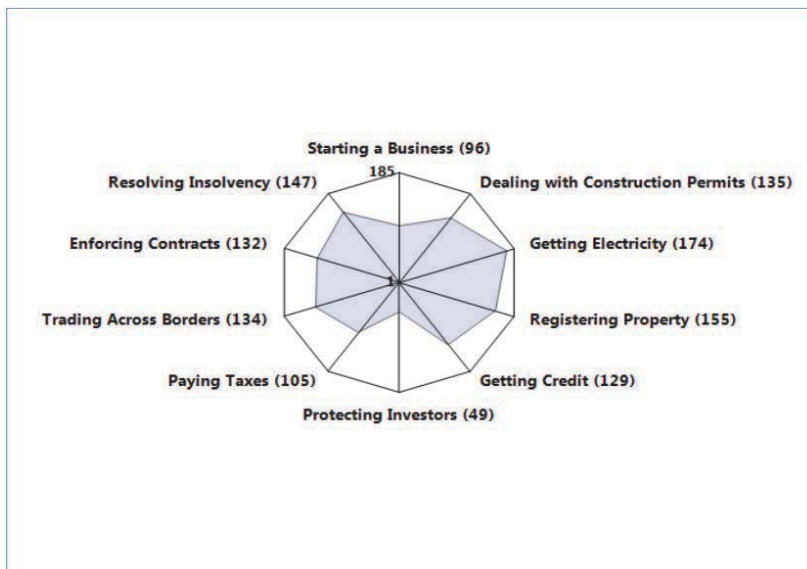 Starting a Business (96)
185
Resolving Insolvency (147)
Dealing with Construction Permits (135)
Enforcing Contracts (132)
Getting Electricity (174)
1
Trading Across Borders (134)
Registering Property (155)
Paying Taxes (105)
Getting Credit (129)
Protecting Investors (49)